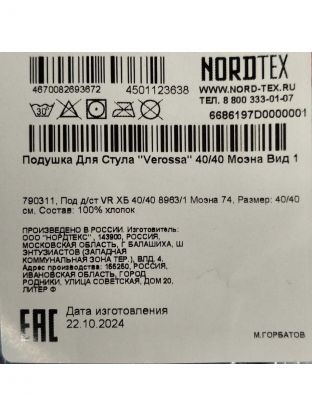 NORDTEX
4670082693672
4501123638
WWW.NORD-TEX.RU
ТЕЛ. 8 800 333-01-07
30
6686197D0000001
Подушка Для Стула "Verossa" 40/40 Моэна Вид 1
790311, Под д/ст VR ХБ 40/40 8963/1 Моэна 74, Размер: 40/40
см. Состав: 100% хлопок
ПРОИЗВЕДЕНО В РОССИИ. Изготовитель:
ООО "НОРДТЕКС" , 143900, РОССИЯ,
МОСКОВСКАЯ ОБЛАСТЬ, Г БАЛАШИХА, Ш
ЭНТУЗИАСТОВ (ЗАПАДНАЯ
КОММУНАЛЬНАЯ ЗОНА ТЕР.), ВЛД. 4.
Адрес производства: 155250, РОССИЯ,
ИВАНОВСКАЯ ОБЛАСТЬ, ГОРОД
РОДНИКИ, УЛИЦА СОВЕТСКАЯ, ДОМ 20,
ЛИТЕР Ф
EAC
Дата изготовления
22.10.2024
М.ГОРБАТОВ